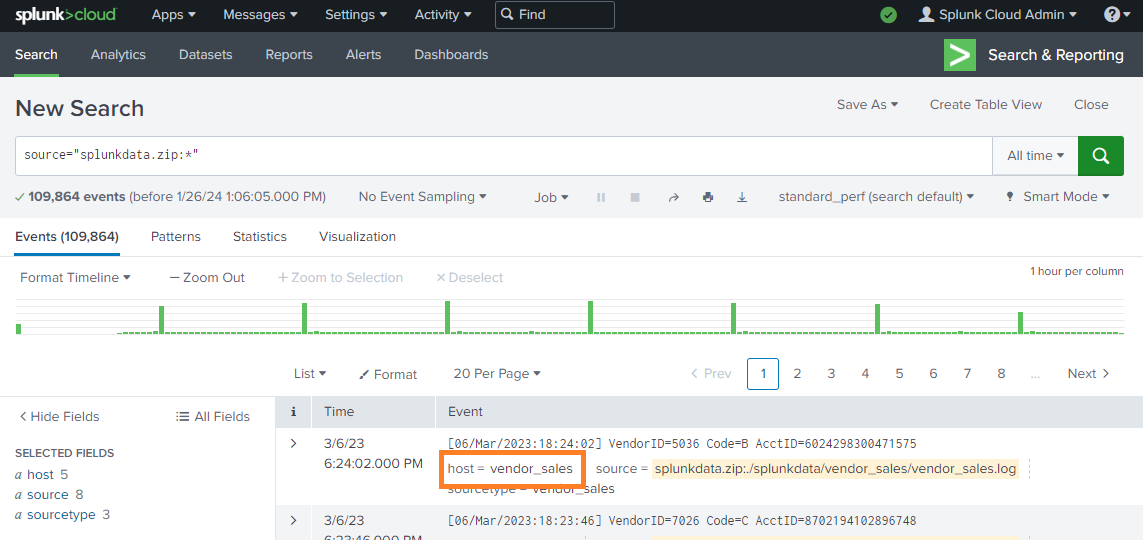 splunk>cloud Apps Messages Settings Activity Find Splunk Cloud Admin ?
Search Analytics Datasets Reports Alerts Dashboards > Search & Reporting
New Search Save As Create Table View Close
source="splunkdata.zip:*" All time
✓ 109,864 events (before 1/26/24 1:06:05.000 PM) No Event Sampling Job standard_perf (search default) Smart Mode
Events (109,864) Patterns Statistics Visualization
Format Timeline — Zoom Out + Zoom to Selection × Deselect 1 hour per column
List Format 20 Per Page < Prev 1 2 3 4 5 6 7 8 ... Next >
< Hide Fields All Fields i Time Event
SELECTED FIELDS
a host 5
a source 8
a sourcetype 3
> 3/6/23 [06/Mar/2023:18:24:02] VendorID=5036 Code=B AcctID=6024298300471575
6:24:02.000 PM host = vendor_sales source = splunkdata.zip:./splunkdata/vendor_sales/vendor_sales.log
sourcetype = vendor_sales
> 3/6/23 [06/Mar/2023:18:23:46] VendorID=7026 Code=C AcctID=8702194102896748
6:23:46.000 PM